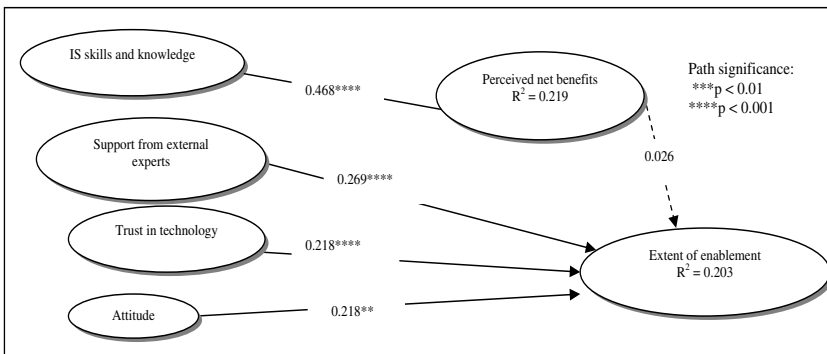 IS skills and knowledge
0.468****
Perceived net benefits
R² = 0.219
Path significance:
***p < 0.01
****p < 0.001
Support from external
experts
0.269****
0.026
Trust in technology
0.218****
Extent of enablement
R² = 0.203
Attitude
0.218**